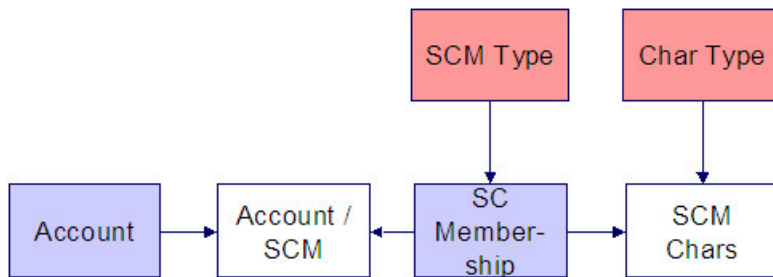 SCM Type
Char Type
Account
Account /
SCM
SC
Member-
ship
SCM
Chars